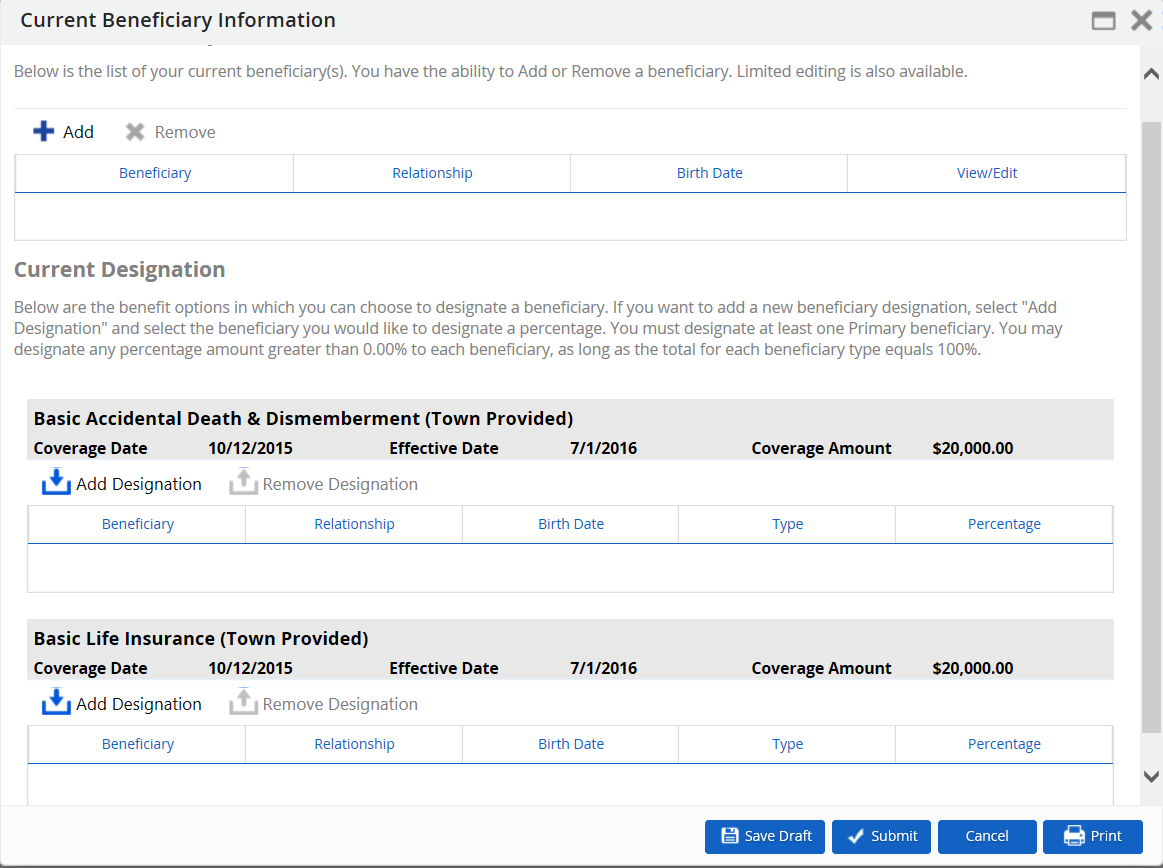 Current Beneficiary Information
Below is the list of your current beneficiary(s). You have the ability to Add or Remove a beneficiary. Limited editing is also available.
Add Remove
Beneficiary Relationship Birth Date View/Edit
Current Designation
Below are the benefit options in which you can choose to designate a beneficiary. If you want to add a new beneficiary designation, select "Add
Designation" and select the beneficiary you would like to designate a percentage. You must designate at least one Primary beneficiary. You may
designate any percentage amount greater than 0.00% to each beneficiary, as long as the total for each beneficiary type equals 100%.
Basic Accidental Death & Dismemberment (Town Provided)
Coverage Date 10/12/2015 Effective Date 7/1/2016 Coverage Amount $20,000.00
Add Designation Remove Designation
Beneficiary Relationship Birth Date Type Percentage
Basic Life Insurance (Town Provided)
Coverage Date 10/12/2015 Effective Date 7/1/2016 Coverage Amount $20,000.00
Add Designation Remove Designation
Beneficiary Relationship Birth Date Type Percentage
Save Draft Submit Cancel Print